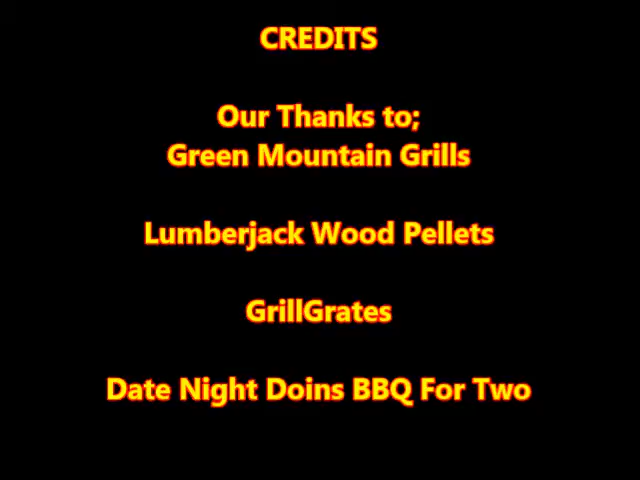 CREDITS
Our Thanks to;
Green Mountain Grills
Lumberjack Wood Pellets
GrillGrates
Date Night Doins BBQ For Two